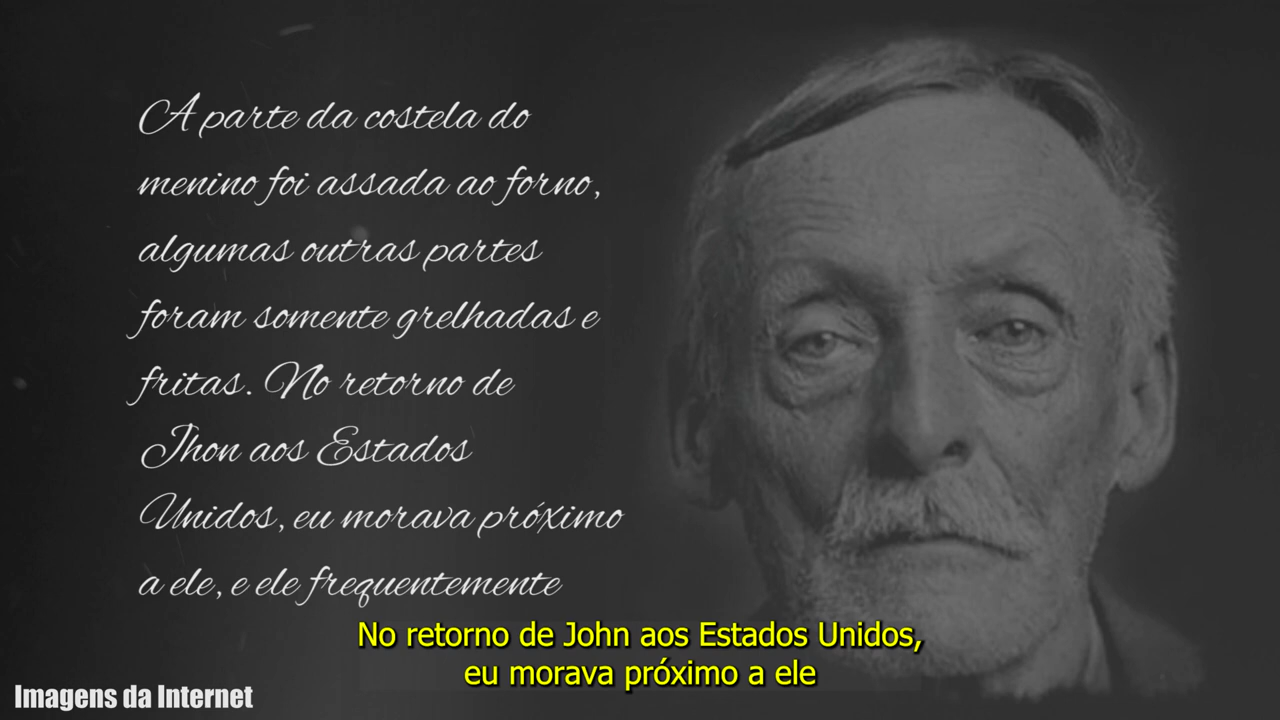 A parte da costela do
menino foi assada ao forno,
algumas outras partes
foram somente grelhadas e
fritas. No retorno de
Jhon aos Estados
Unidos, eu morava próximo
a ele, e ele frequentemente
No retorno de John aos Estados Unidos,
eu morava próximo a ele
Imagens da Internet